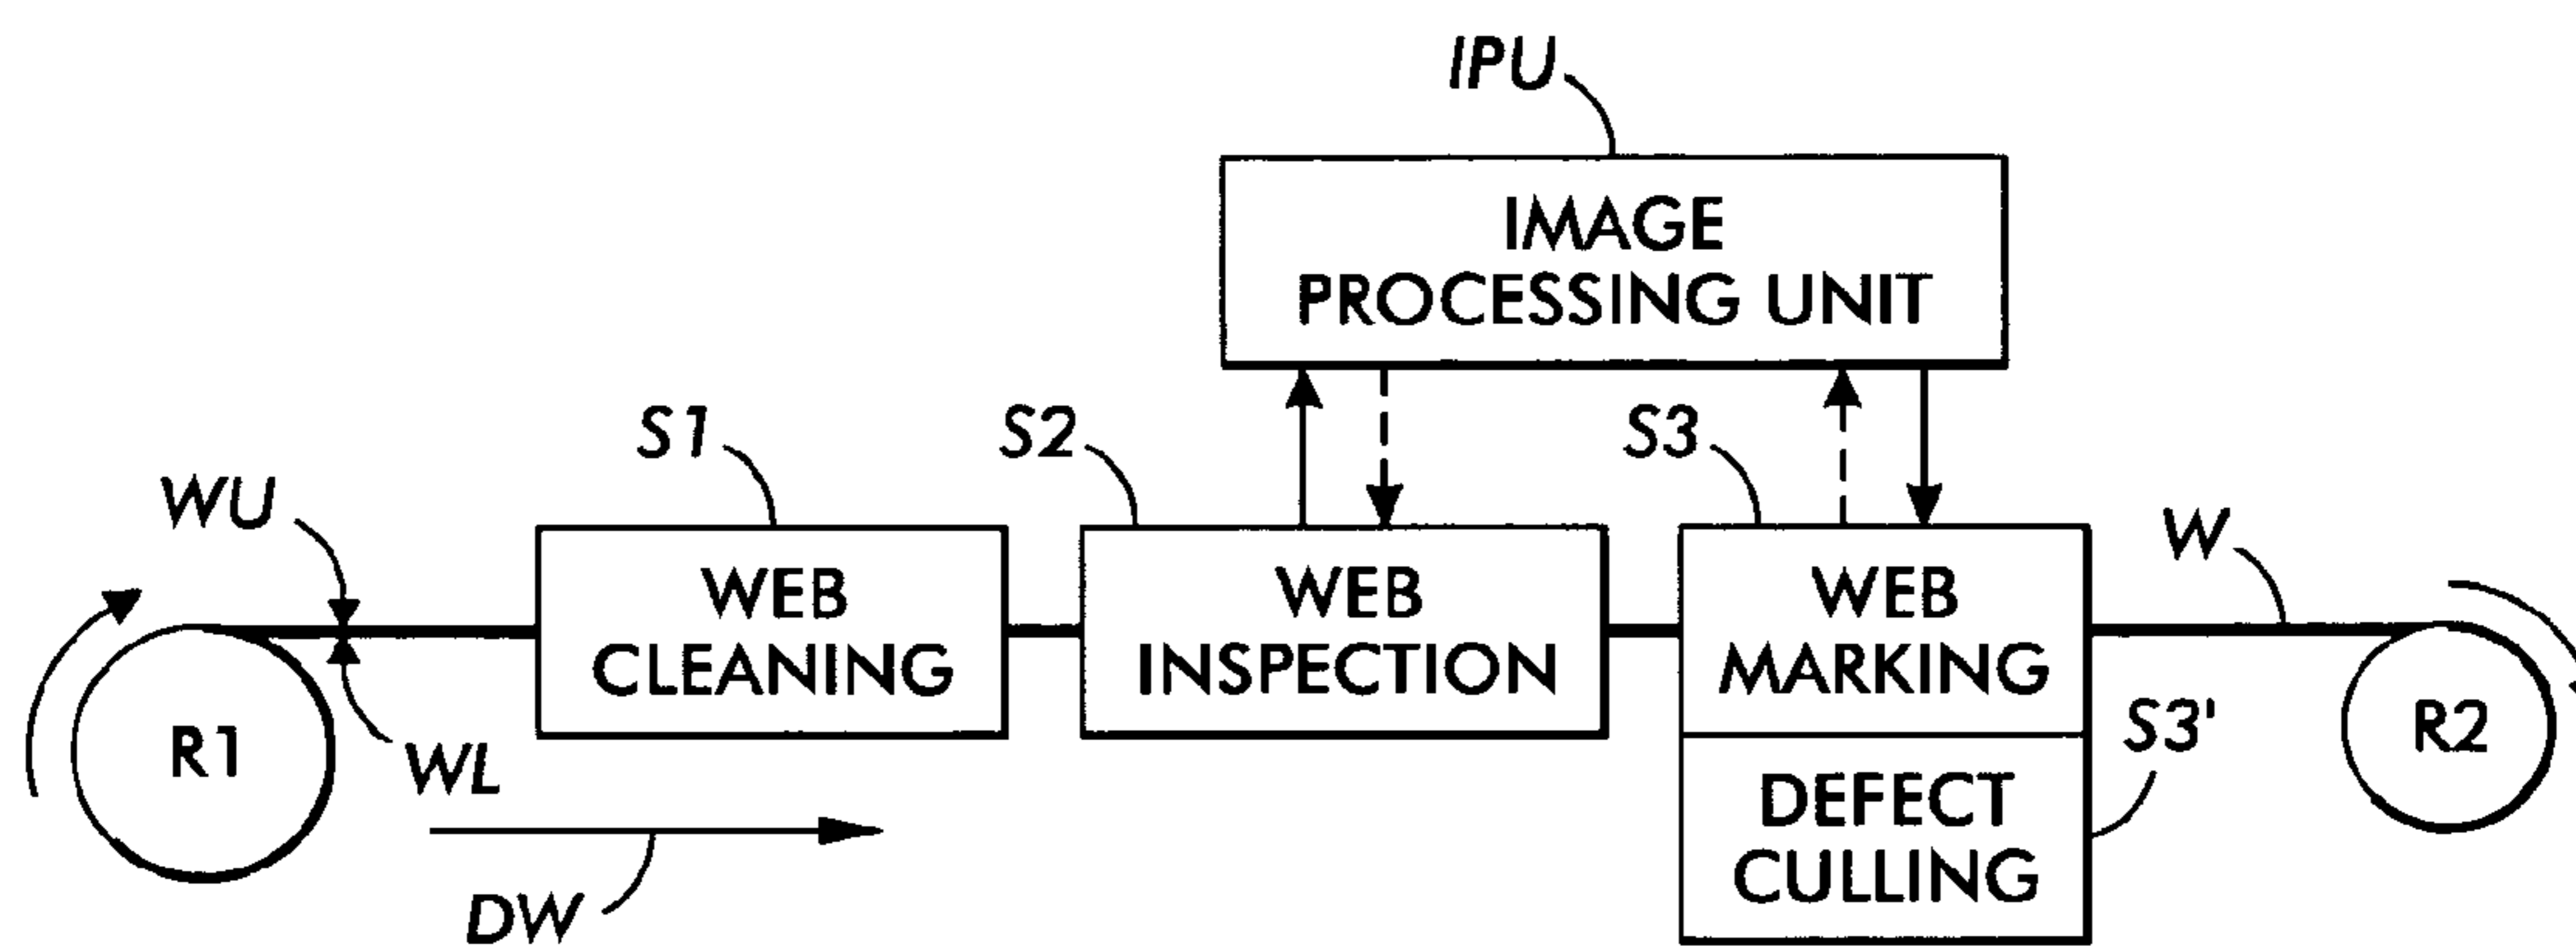 IPU
IMAGE
PROCESSING UNIT
S1
S2
S3
WU
W
WEB
CLEANING
WEB
INSPECTION
WEB
MARKING
R1
WL
S3'
R2
DEFECT
CULLING
DW